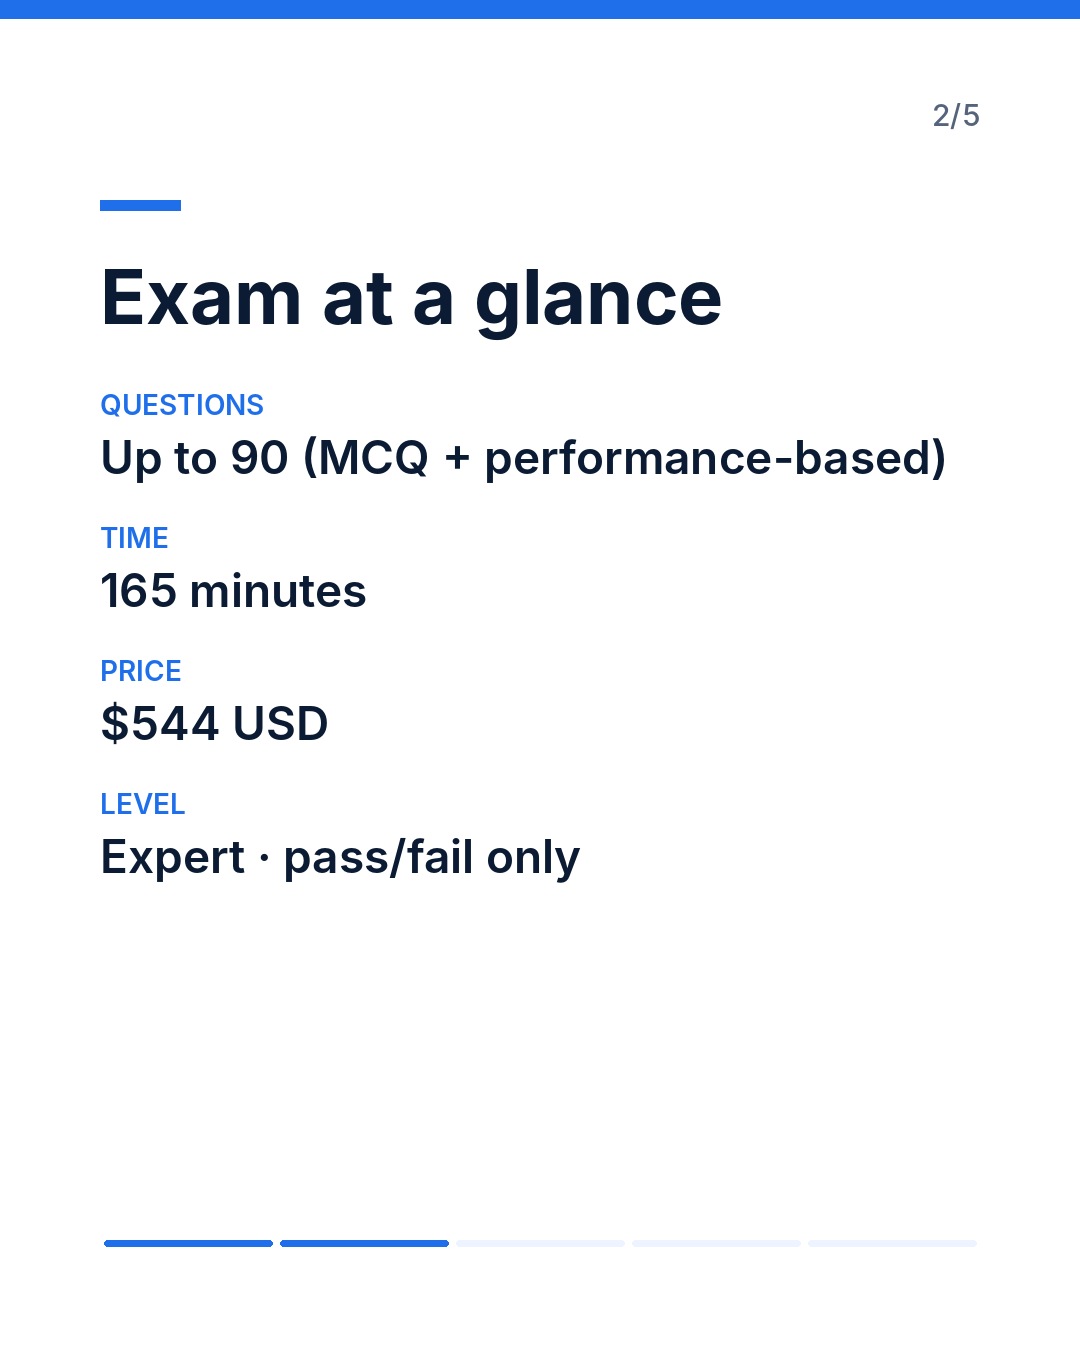 2/5
Exam at a glance
QUESTIONS
Up to 90 (MCQ + performance-based)
TIME
165 minutes
PRICE
$544 USD
LEVEL
Expert · pass/fail only